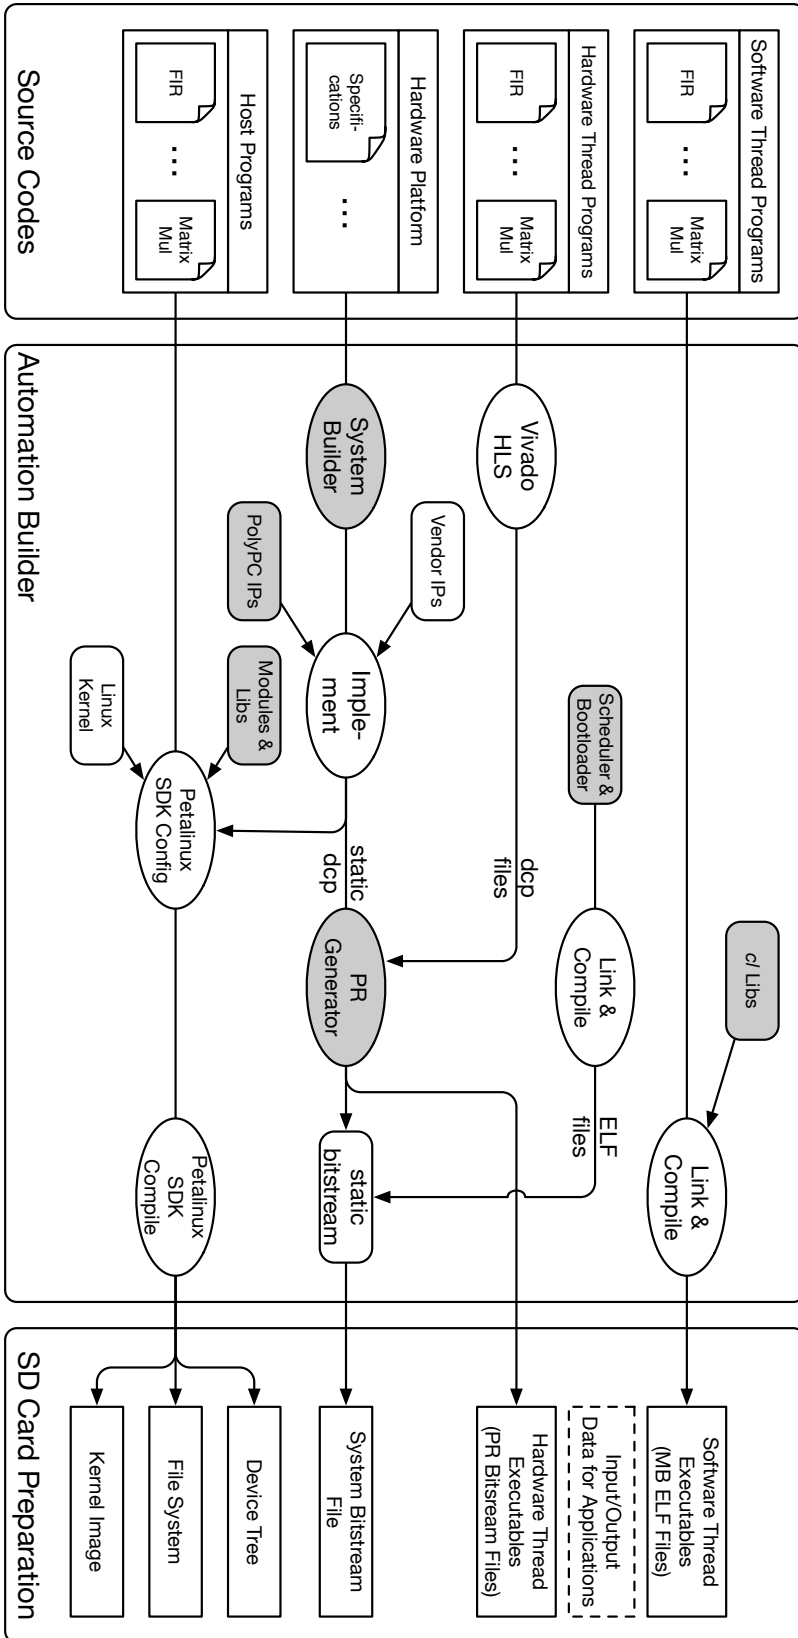 Software Thread Programs
FIR
...
Matrix
Mul
Hardware Thread Programs
FIR
...
Matrix
Mul
Hardware Platform
Specifi-
cations
...
Host Programs
FIR
...
Matrix
Mul
Source Codes
cl Libs
Link &
Compile
Scheduler &
Bootloader
Link &
Compile
ELF
files
Vivado
HLS
dcp
files
Vendor IPs
System
Builder
PolyPC IPs
Imple-
ment
static
dcp
PR
Generator
static
bitstream
Modules &
Libs
Linux
Kernel
Petalinux
SDK Config
Petalinux
SDK
Compile
Automation Builder
Software Thread
Executables
(MB ELF Files)
Input/Output
Data for Applications
Hardware Thread
Executables
(PR Bitsream Files)
System Bitstream
File
Device Tree
File System
Kernel Image
SD Card Preparation